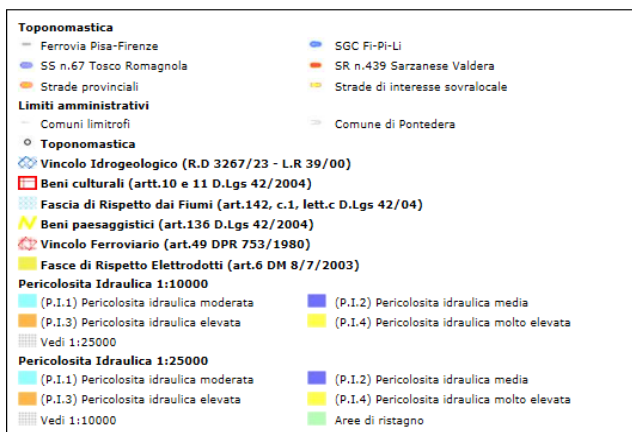 Toponomastica
Ferrovia Pisa-Firenze SGC Fi-Pi-Li
SS n.67 Tosco Romagnola SR n.439 Sarzanese Valdera
Strade provinciali Strade di interesse sovralocale
Limiti amministrativi
Comuni limitrofi Comune di Pontedera
Toponomastica
Vincolo Idrogeologico (R.D 3267/23 - L.R 39/00)
Beni culturali (artt.10 e 11 D.Lgs 42/2004)
Fascia di Rispetto dai Fiumi (art.142, c.1, lett.c D.Lgs 42/04)
Beni paesaggistici (art.136 D.Lgs 42/2004)
Vincolo Ferroviario (art.49 DPR 753/1980)
Fasce di Rispetto Elettrodotti (art.6 DM 8/7/2003)
Pericolosita Idraulica 1:10000
(P.I.1) Pericolosita idraulica moderata (P.I.2) Pericolosita idraulica media
(P.I.3) Pericolosita idraulica elevata (P.I.4) Pericolosita idraulica molto elevata
Vedi 1:25000
Pericolosita Idraulica 1:25000
(P.I.1) Pericolosita idraulica moderata (P.I.2) Pericolosita idraulica media
(P.I.3) Pericolosita idraulica elevata (P.I.4) Pericolosita idraulica molto elevata
Vedi 1:10000 Aree di ristagno